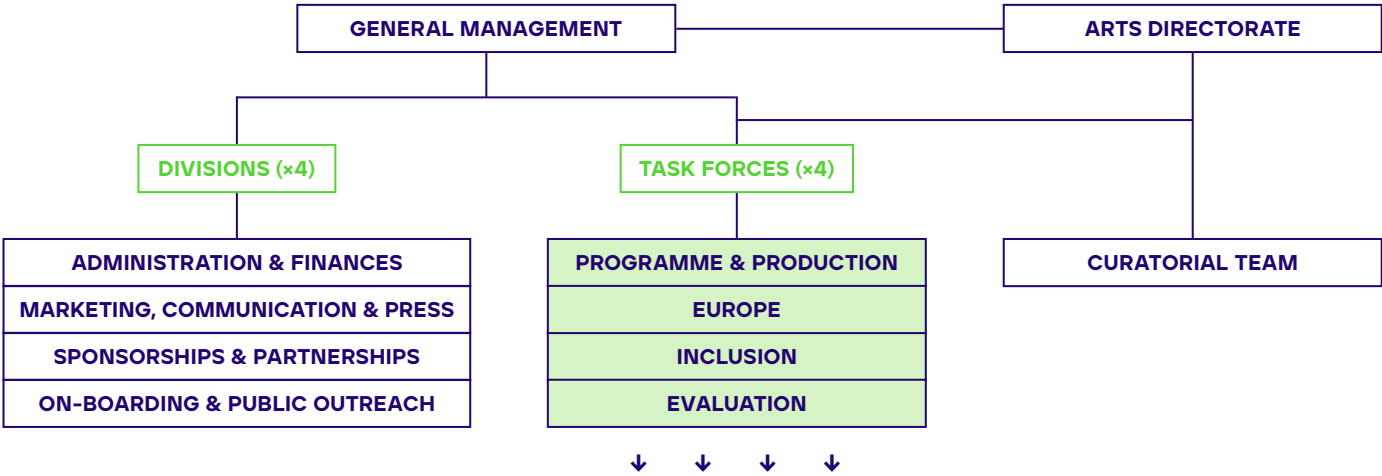 GENERAL MANAGEMENT
ARTS DIRECTORATE
DIVISIONS (×4)
TASK FORCES (×4)
ADMINISTRATION & FINANCES
MARKETING, COMMUNICATION & PRESS
SPONSORSHIPS & PARTNERSHIPS
ON-BOARDING & PUBLIC OUTREACH
PROGRAMME & PRODUCTION
EUROPE
INCLUSION
EVALUATION
CURATORIAL TEAM